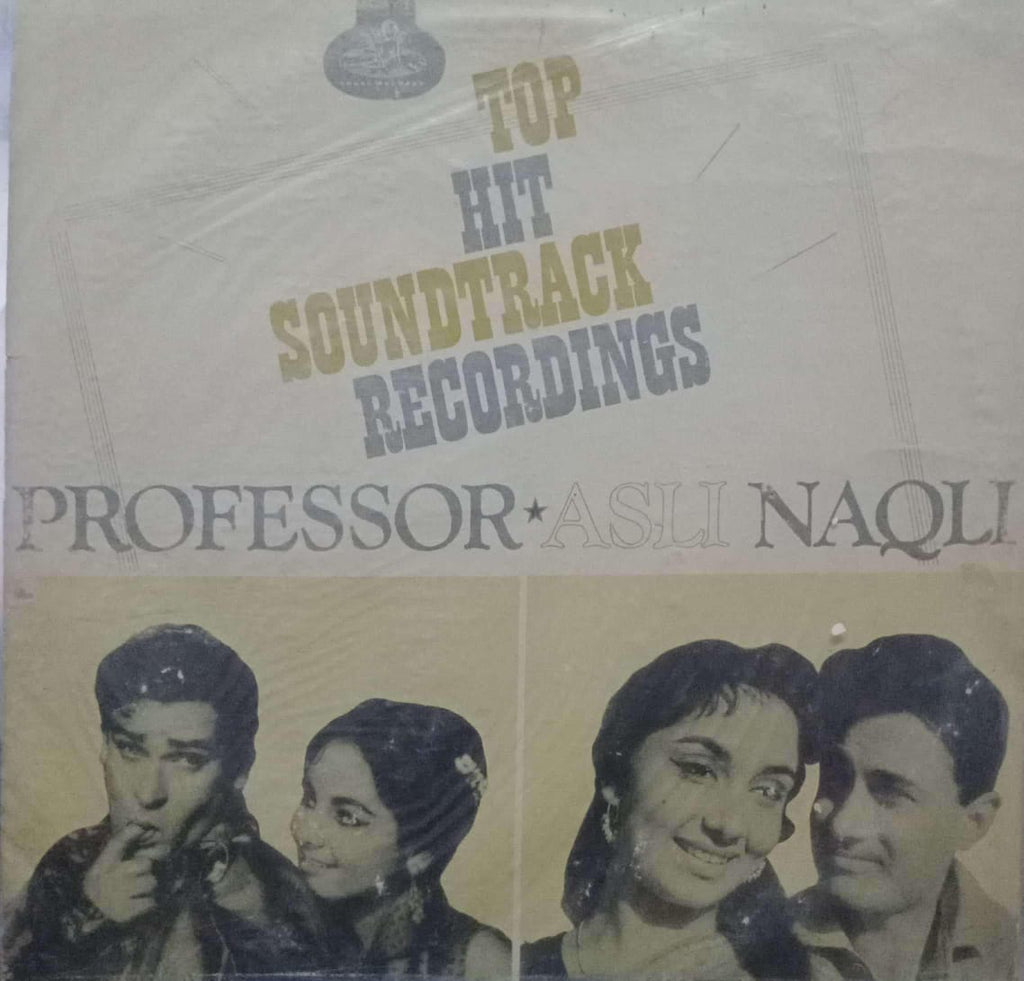 TOP
HIT
SOUNDTRACK
RECORDINGS
PROFESSOR★ASLI NAQLI